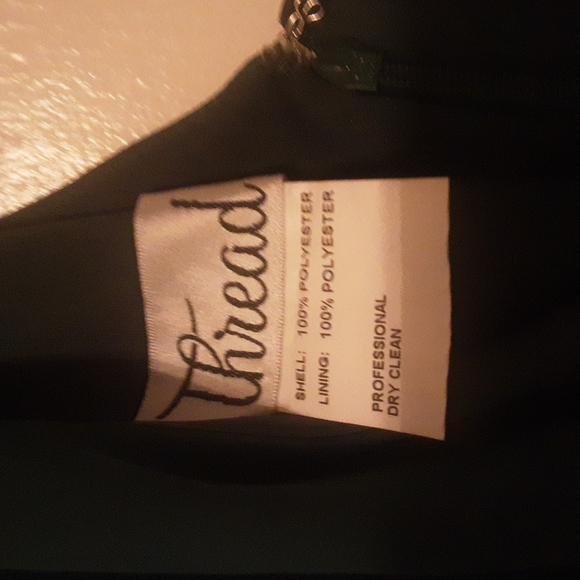 Thread
SHELL: 100% POLYESTER
LINING: 100% POLYESTER
PROFESSIONAL
DRY CLEAN